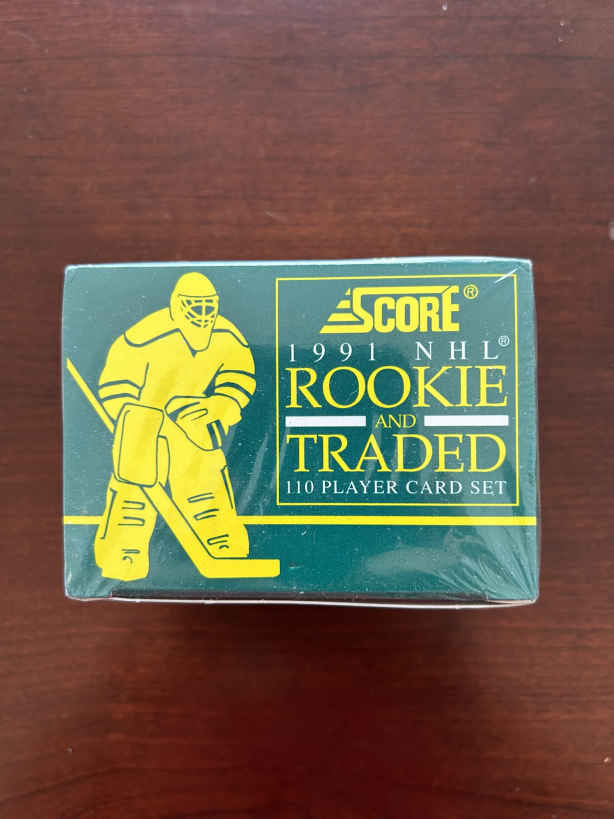 SCORE®
1991 NHL®
ROOKIE
AND
TRADED
110 PLAYER CARD SET